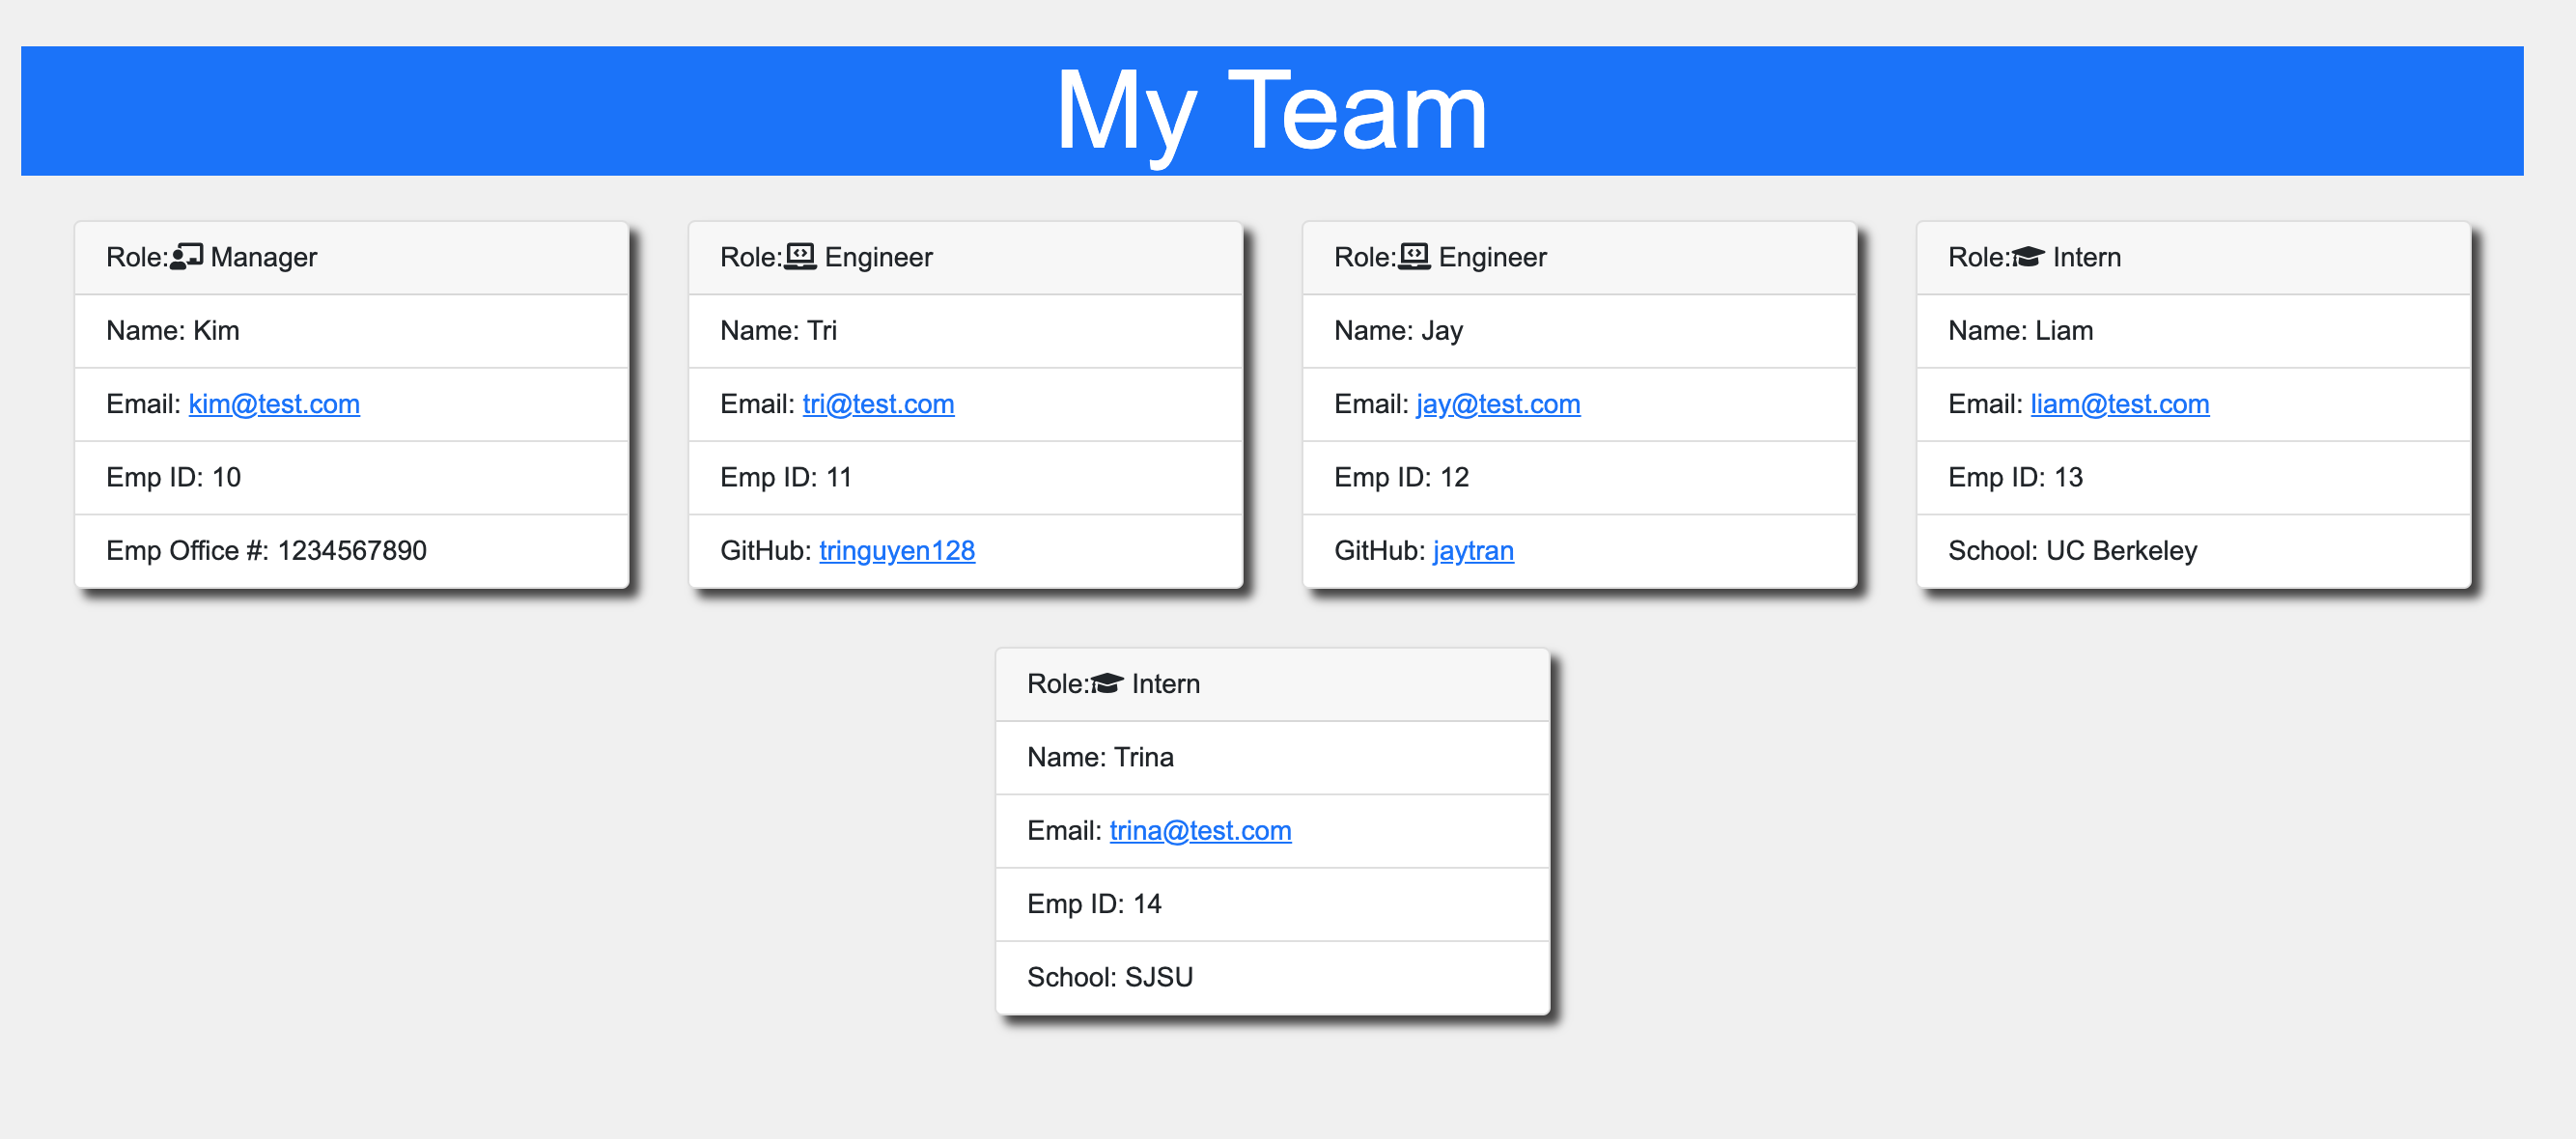 My Team
Role: Manager
Name: Kim
Email: kim@test.com
Emp ID: 10
Emp Office #: 1234567890
Role: Engineer
Name: Tri
Email: tri@test.com
Emp ID: 11
GitHub: tringuyen128
Role: Engineer
Name: Jay
Email: jay@test.com
Emp ID: 12
GitHub: jaytran
Role: Intern
Name: Liam
Email: liam@test.com
Emp ID: 13
School: UC Berkeley
Role: Intern
Name: Trina
Email: trina@test.com
Emp ID: 14
School: SJSU